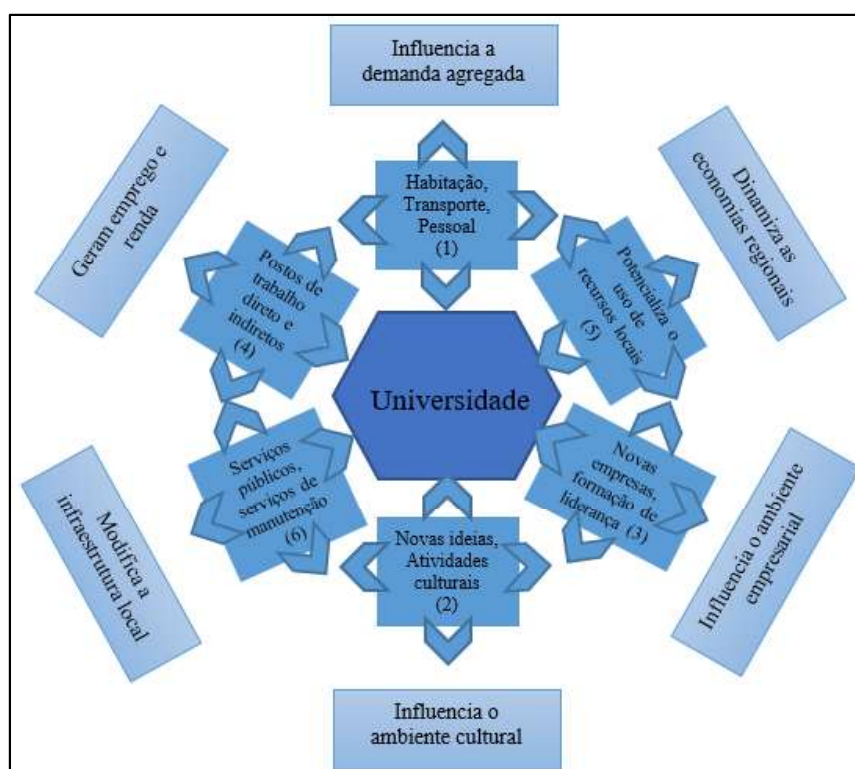 Influencia a
demanda agregada
Geram emprego e
renda
Dinamiza as
economias regionais
Habitação,
Transporte,
Pessoal
(1)
Postos de
trabalho
direto e
indiretos
(4)
Potencializa o
uso de
recursos locais
(5)
Universidade
Serviços
públicos,
serviços de
manutenção
(6)
Novas
empresas,
formação de
liderança (3)
Novas ideias,
Atividades
culturais
(2)
Modifica a
infraestrutura local
Influencia o ambiente
empresarial
Influencia o
ambiente cultural